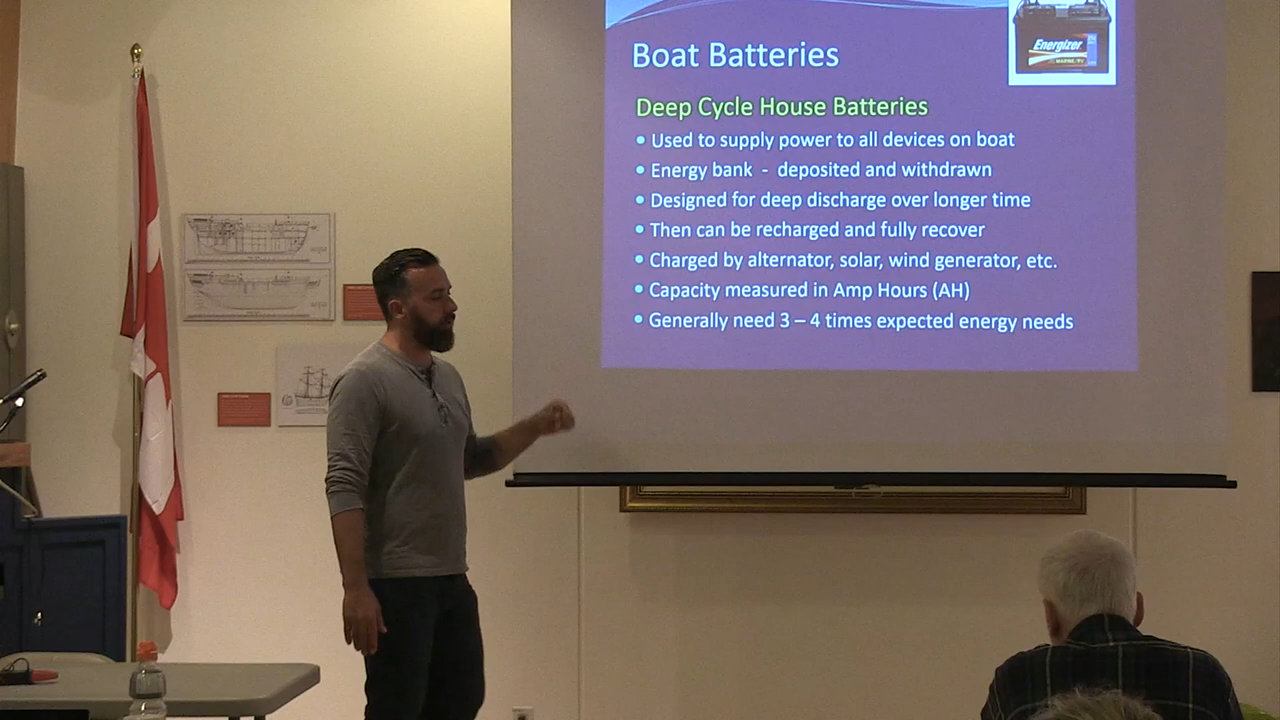 Boat Batteries
Energizer
MARINE/RV
Deep Cycle House Batteries
• Used to supply power to all devices on boat
• Energy bank - deposited and withdrawn
• Designed for deep discharge over longer time
• Then can be recharged and fully recover
• Charged by alternator, solar, wind generator, etc.
• Capacity measured in Amp Hours (AH)
• Generally need 3 – 4 times expected energy needs